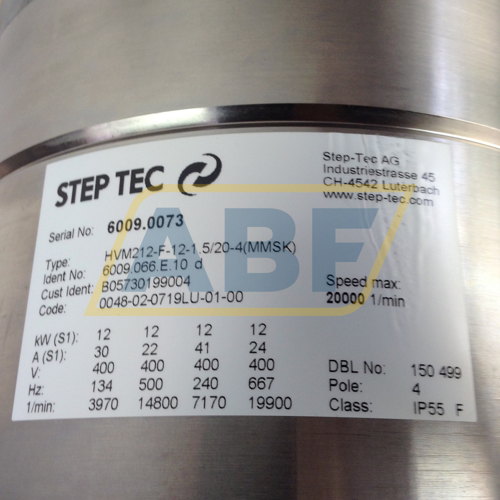 STEP TEC
Step-Tec AG
Industriestrasse 45
CH-4542 Luterbach
www.step-tec.com
Serial No: 6009.0073
Type: HVM212-F-12-1.5/20-4(MMSK)
Ident No: 6009.066.E.10 d
Cust Ident: B05730199004
Code: 0048-02-0719LU-01-00
Speed max:
20000 1/min
kW (S1): 12 12 12 12
A (S1): 30 22 41 24
V: 400 400 400 400
Hz: 134 500 240 667
1/min: 3970 14800 7170 19900
DBL No: 150 499
Pole: 4
Class: IP55 F
ABF